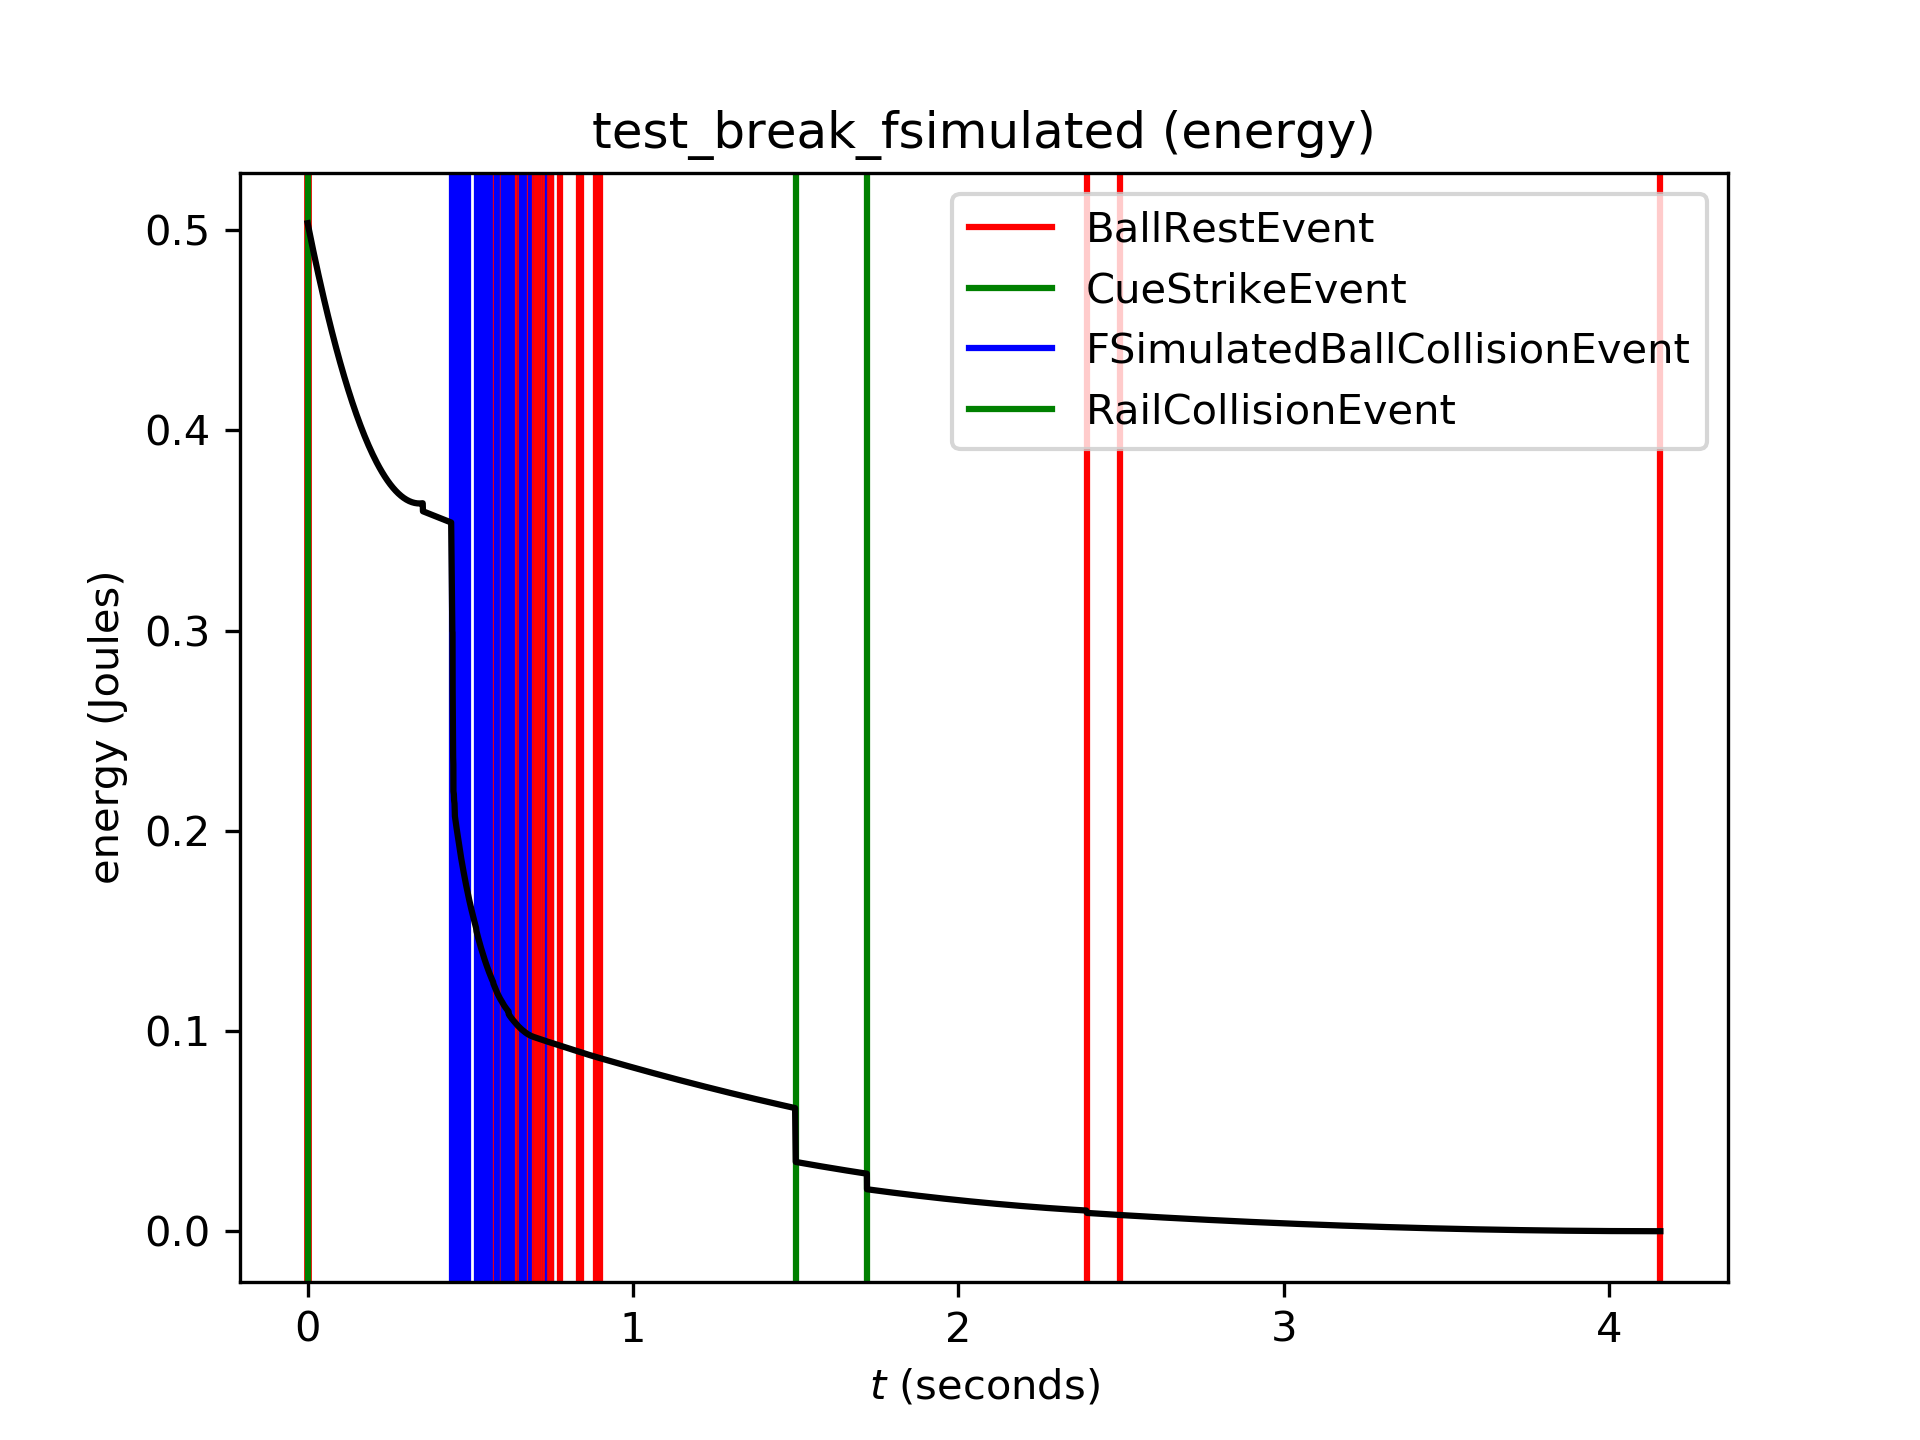 test_break_fsimulated (energy)
BallRestEvent
CueStrikeEvent
FSimulatedBallCollisionEvent
RailCollisionEvent
energy (Joules)
0.5
0.4
0.3
0.2
0.1
0.0
0 1 2 3 4
t (seconds)